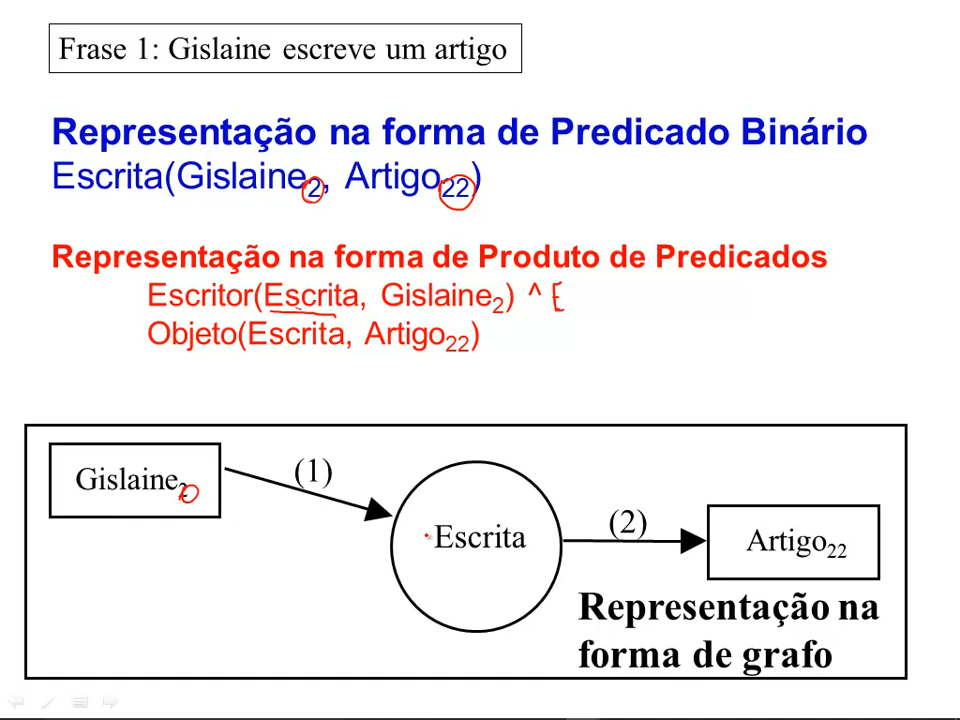 Frase 1: Gislaine escreve um artigo
Representação na forma de Predicado Binário
Escrita(Gislaine2, Artigo22)
Representação na forma de Produto de Predicados
Escritor(Escrita, Gislaine2) ^ E
Objeto(Escrita, Artigo22)
Gislaine2
(1)
Escrita
(2)
Artigo22
Representação na
forma de grafo